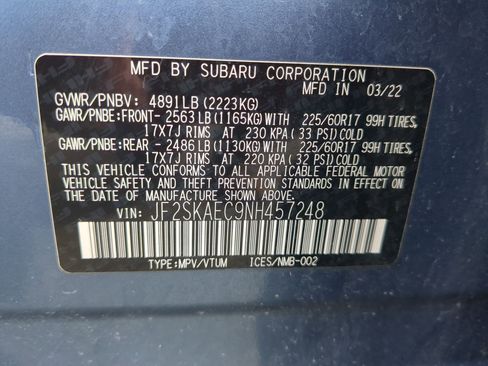 MFD BY SUBARU CORPORATION
MFD. IN JAPAN 03/22
GVWR/PNBV: 4891LB(2223KG)
GAWR/PNBE:FRONT- 2563LB(1165KG)WITH 225/60R17 99H TIRES,
17X7J RIMS AT 230 KPA(33 PSI)COLD
GAWR/PNBE:REAR - 2486LB(1130KG)WITH 225/60R17 99H TIRES,
17X7J RIMS AT 220 KPA(32 PSI)COLD
THIS VEHICLE CONFORMS TO ALL APPLICABLE FEDERAL MOTOR
VEHICLE SAFETY AND THEFT PREVENTION STANDARDS IN EFFECT ON
THE DATE OF MANUFACTURE SHOWN ABOVE.
VIN: JF2SKAEC9NH457248
TYPE:MPV/VTUM ICES/NMB-002